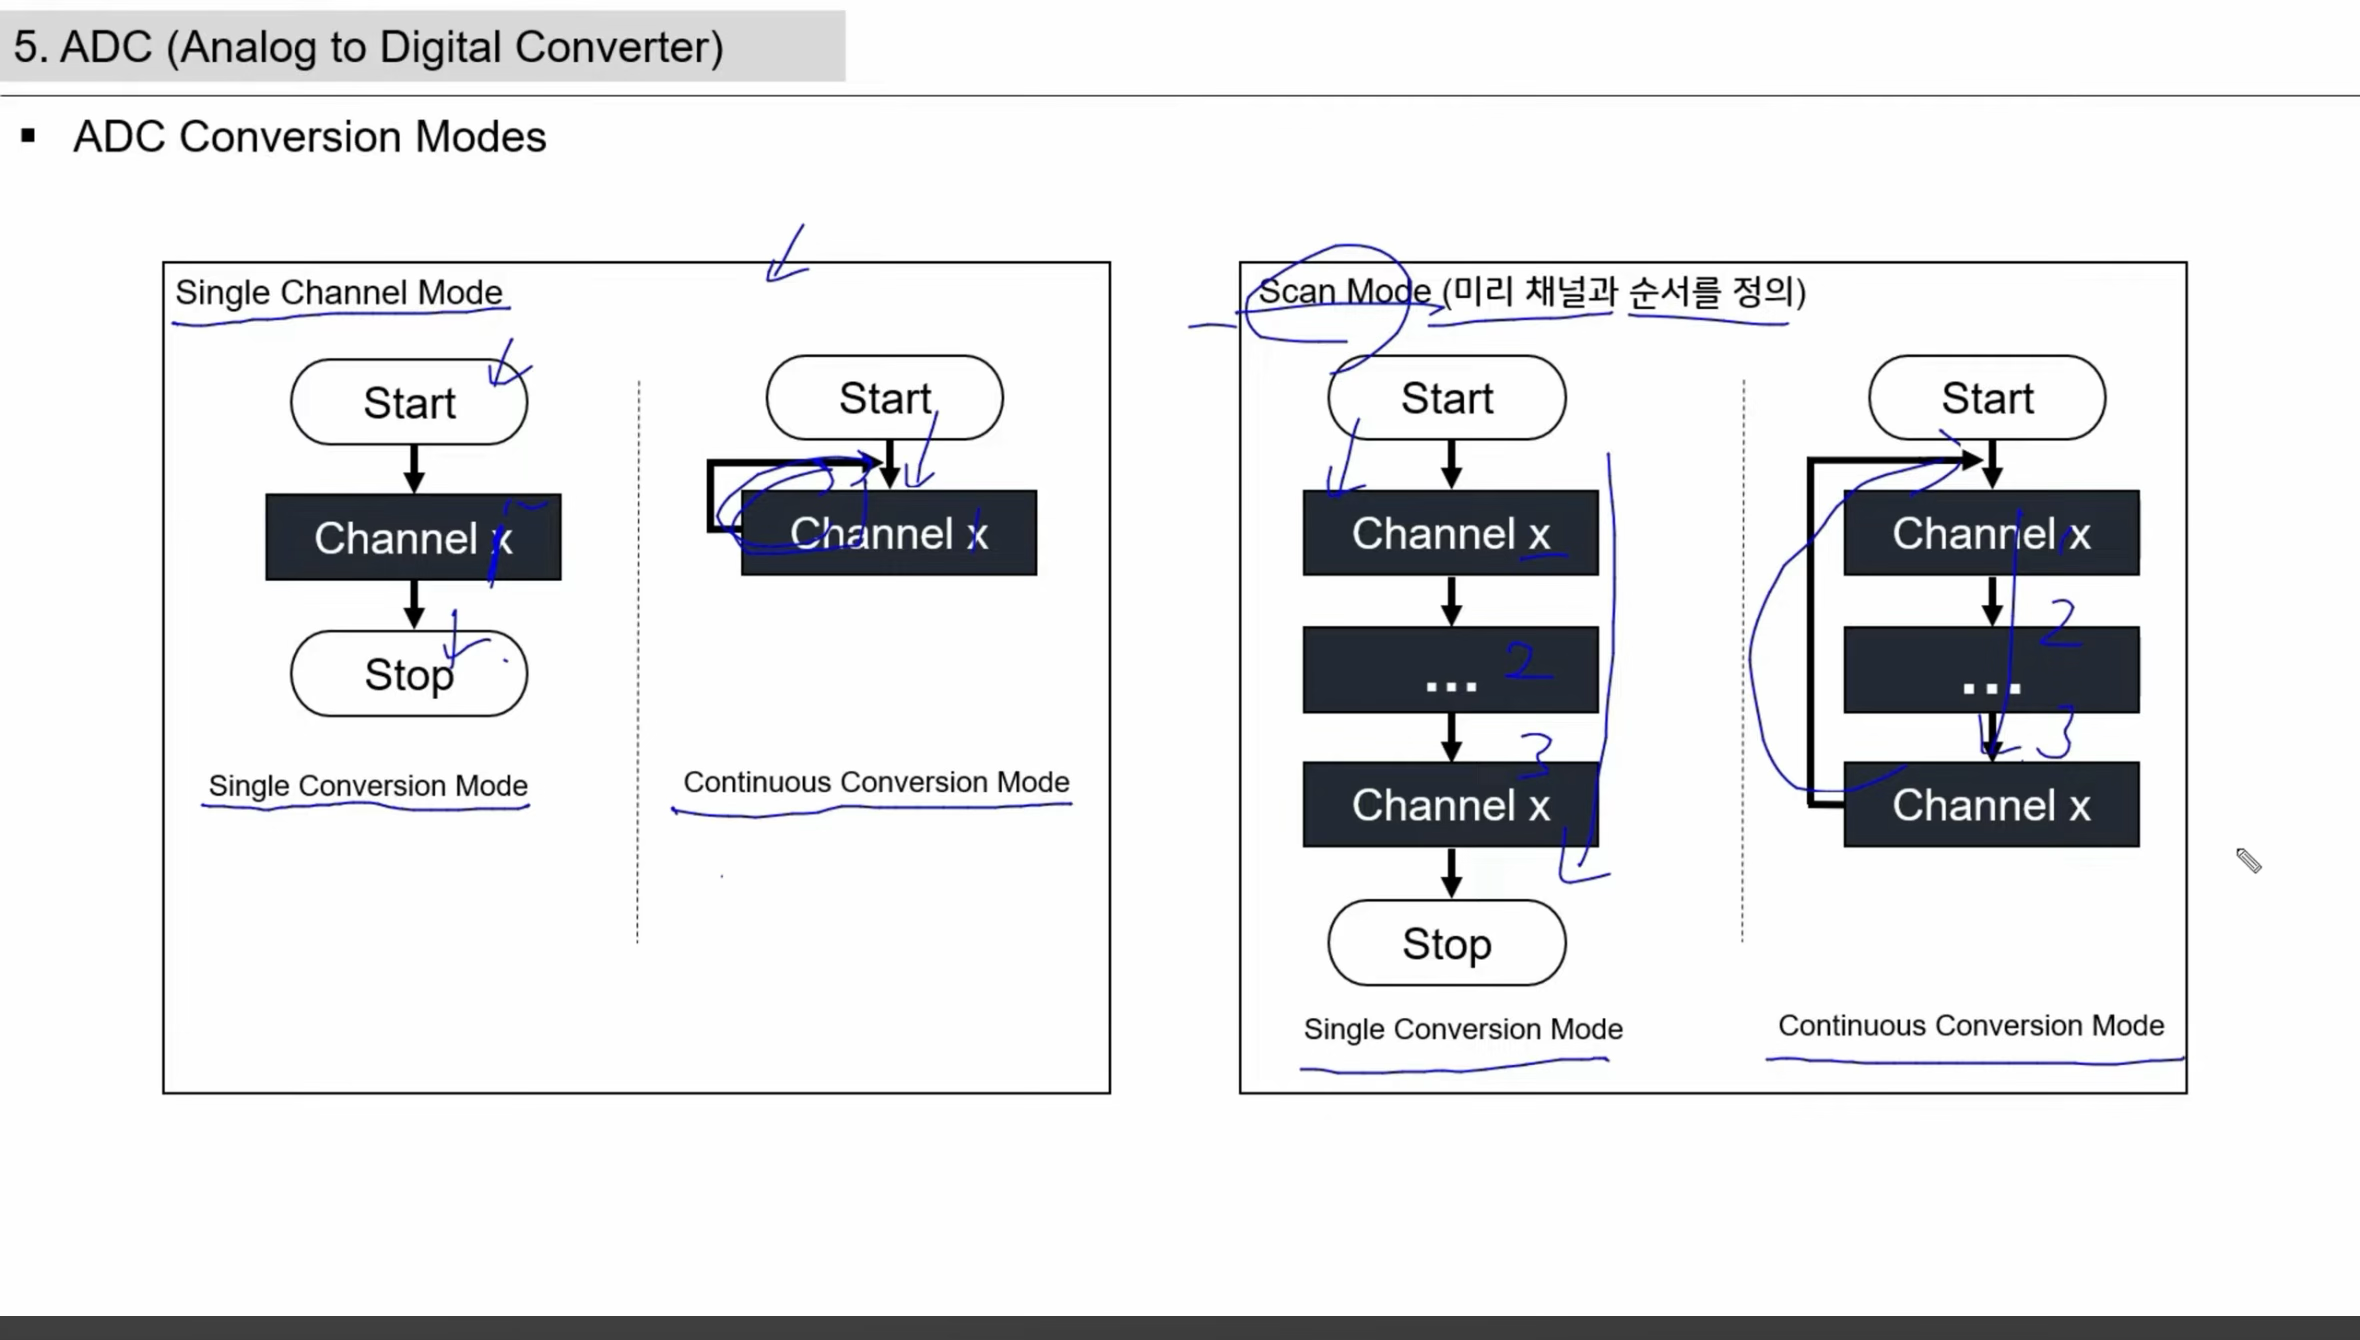 5. ADC (Analog to Digital Converter)
▪ ADC Conversion Modes
Single Channel Mode
Start
Channel x
Stop
Single Conversion Mode
Start
Channel x
Continuous Conversion Mode
Scan Mode (미리 채널과 순서를 정의)
Start
Channel x
... 2
3
Channel x
Stop
Single Conversion Mode
Start
Channel x
2
...
3
Channel x
Continuous Conversion Mode